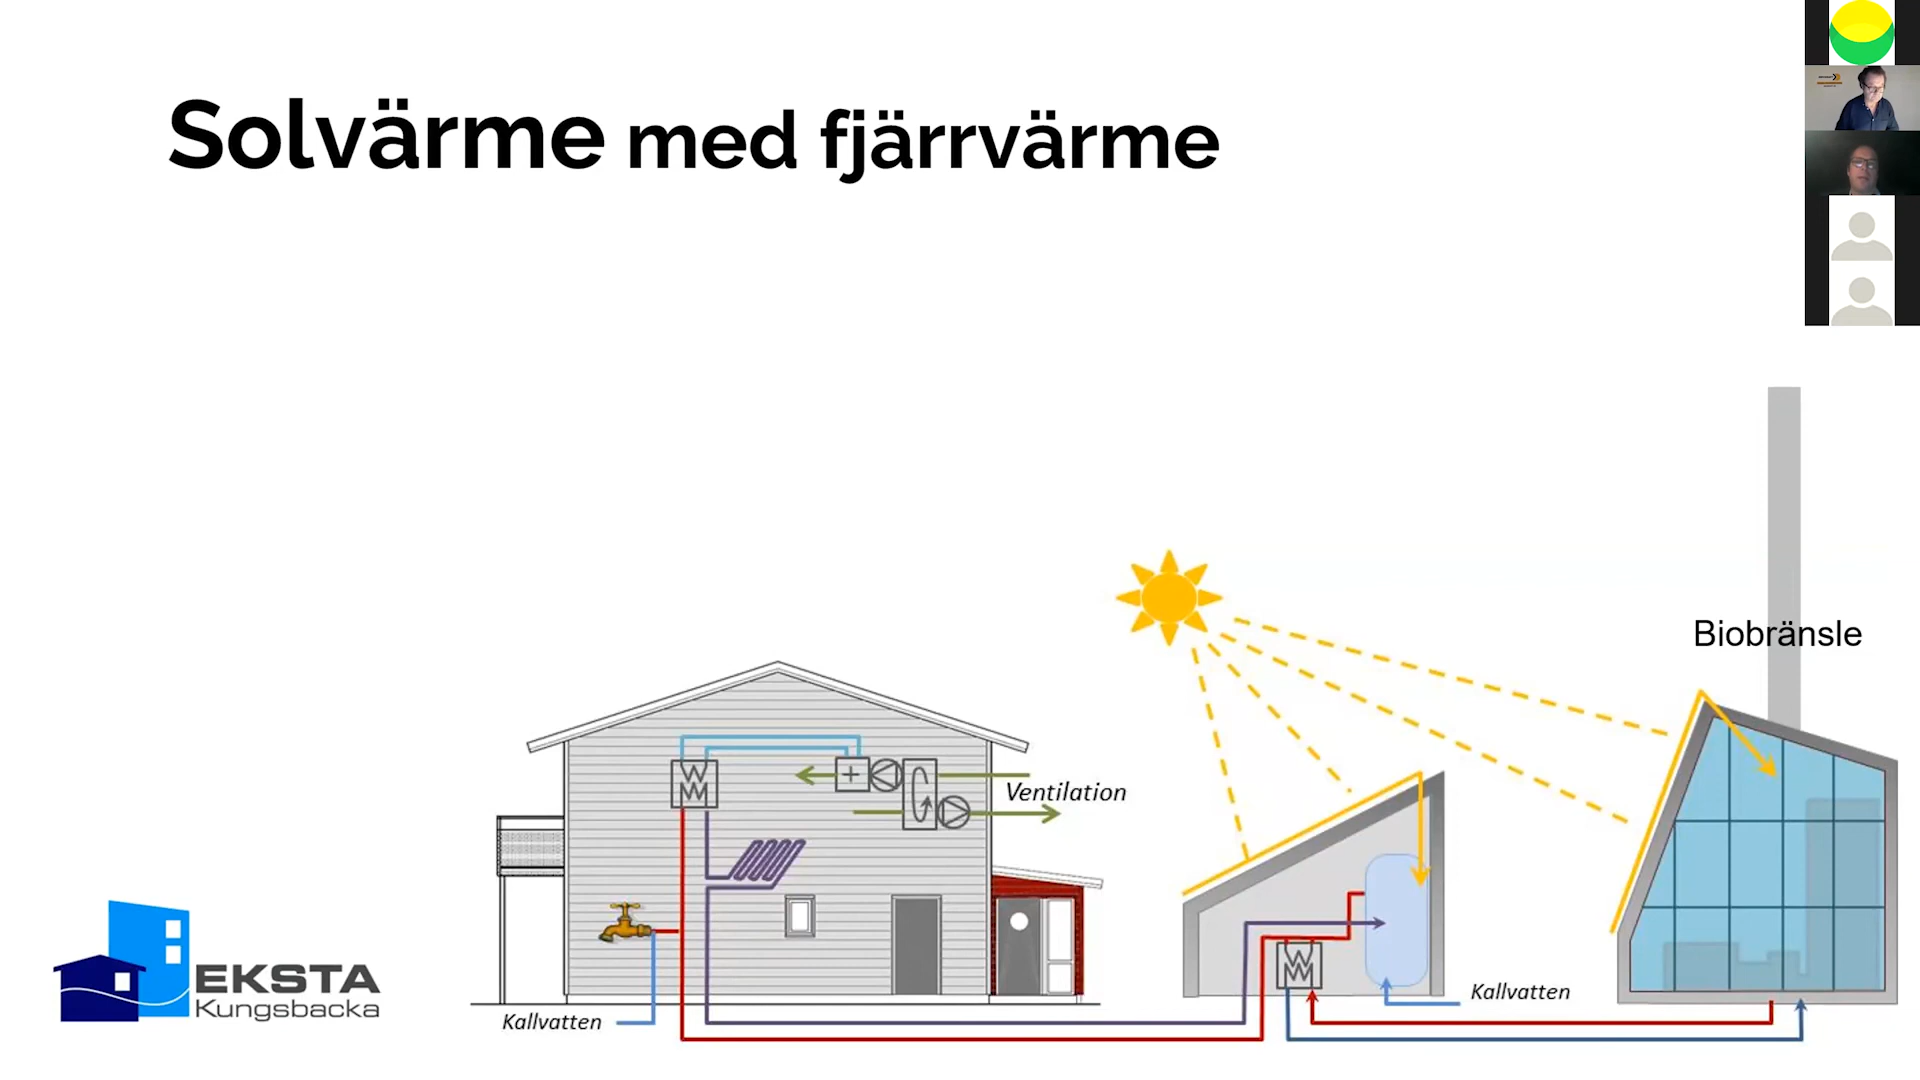 Solvärme med fjärrvärme
Biobränsle
Ventilation
Kallvatten
EKSTA
Kungsbacka
Kallvatten